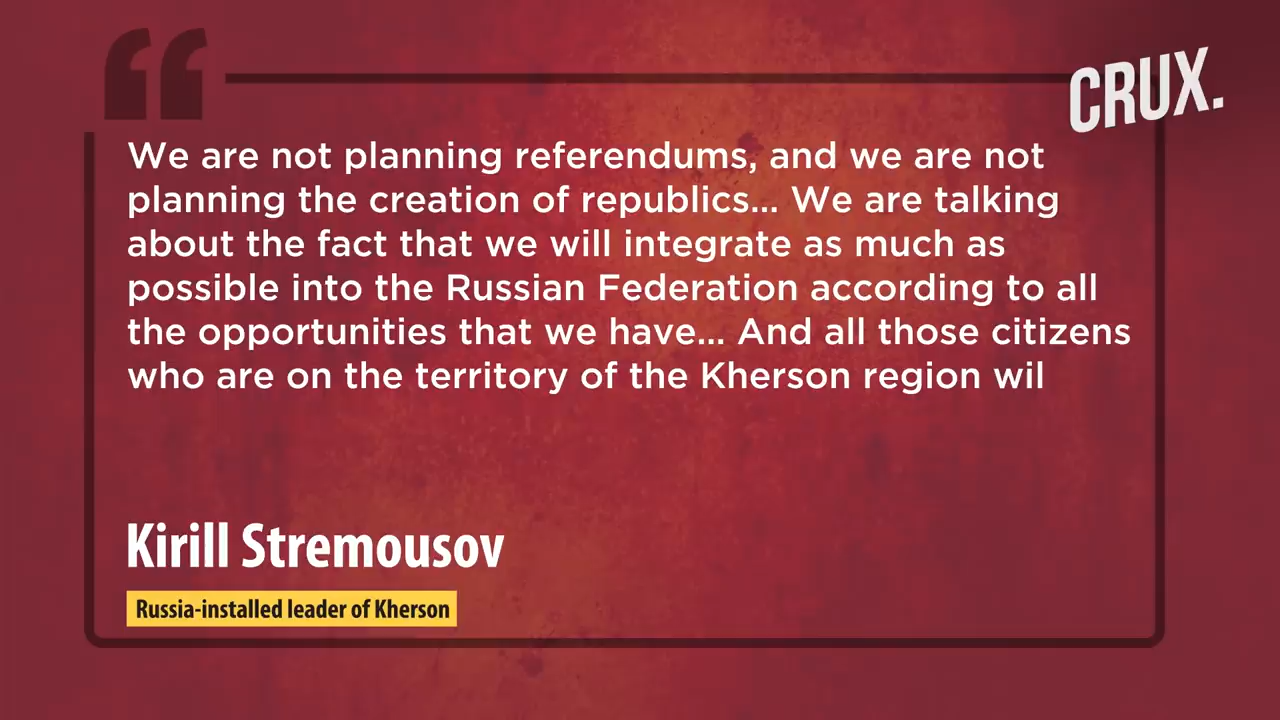 CRUX.
We are not planning referendums, and we are not
planning the creation of republics... We are talking
about the fact that we will integrate as much as
possible into the Russian Federation according to all
the opportunities that we have... And all those citizens
who are on the territory of the Kherson region wil
Kirill Stremousov
Russia-installed leader of Kherson